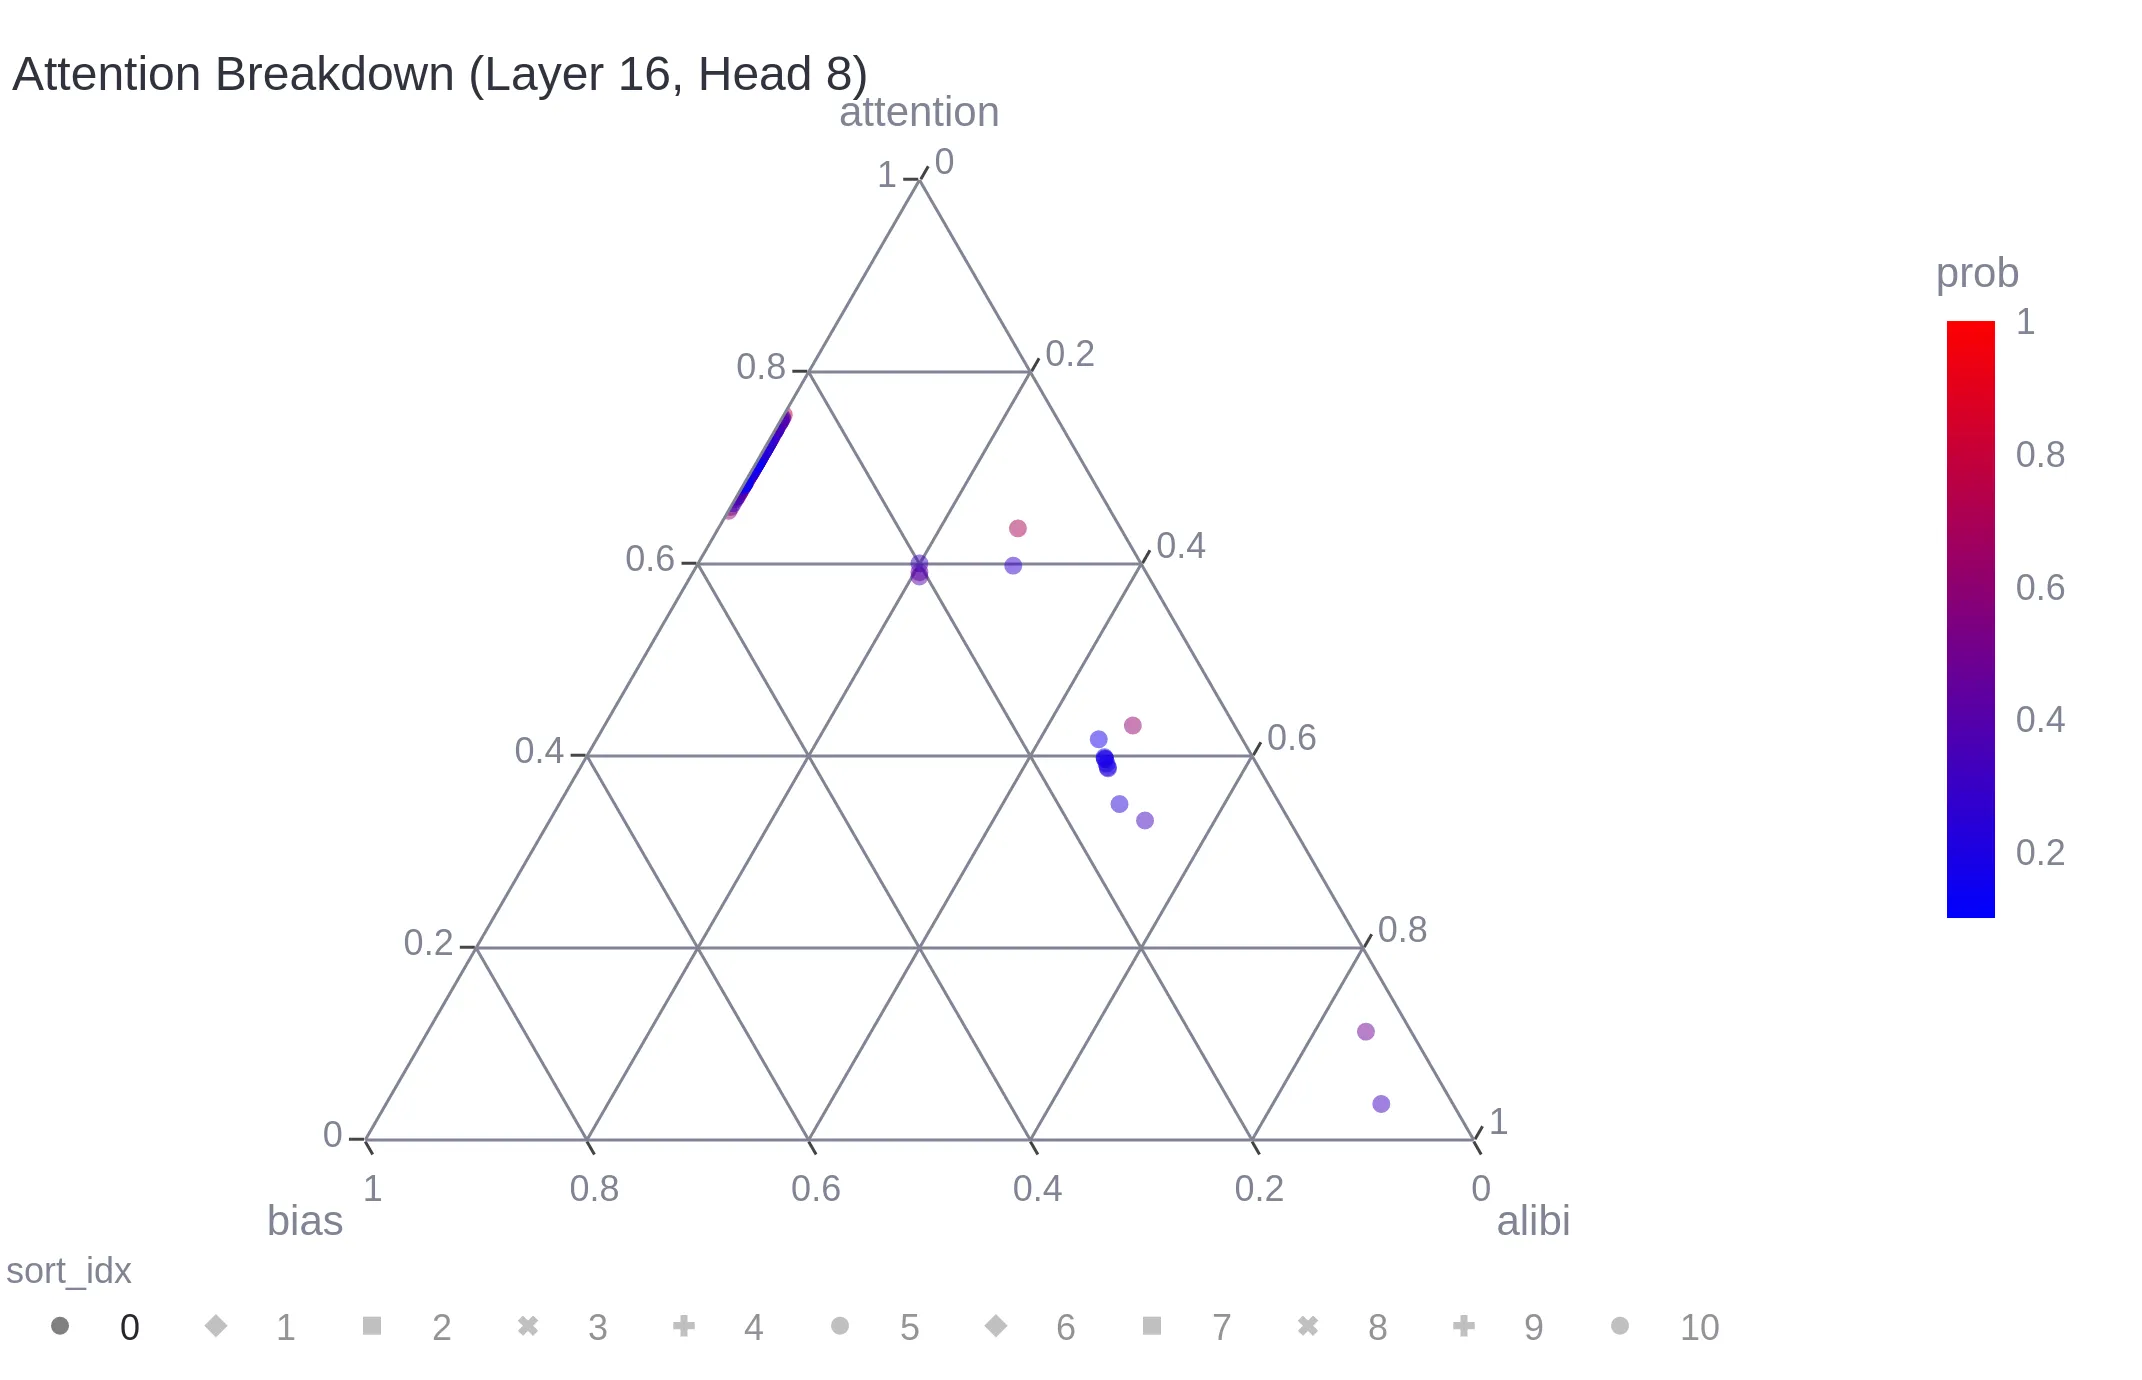 Attention Breakdown (Layer 16, Head 8)
attention
1 0
0.8 0.2
0.6 0.4
0.4 0.6
0.2 0.8
0 1
1 0.8 0.6 0.4 0.2 0
bias alibi
prob
1
0.8
0.6
0.4
0.2
sort_idx
0 1 2 3 4 5 6 7 8 9 10